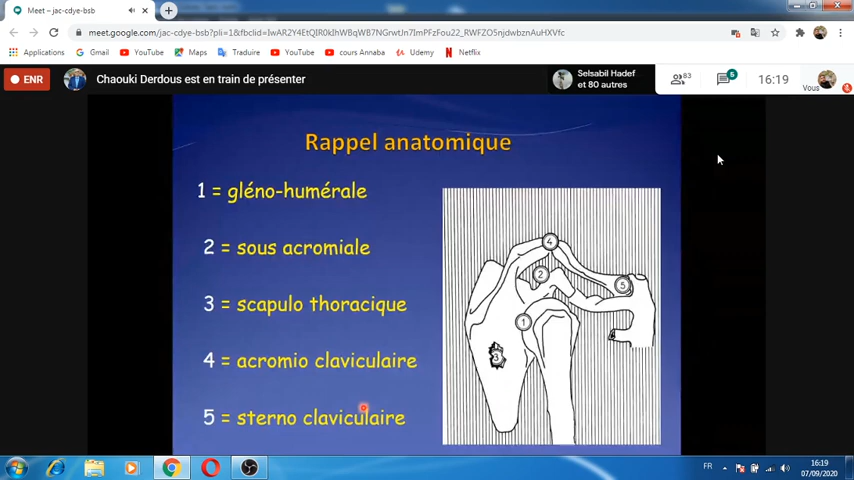 Meet – jac-cdye-bsb
meet.google.com/jac-cdye-bsb?pli=1&fbclid=IwAR2Y4EtQIR0kIhWBqWB7NGrwtJn7ImPFzFou22_RWFZO5njdwbznAuHXVfc
Applications
Gmail
YouTube
Maps
Traduire
YouTube
cours Annaba
Udemy
Netflix
ENR
Chaouki Derdous est en train de présenter
Selsabil Hadef
et 80 autres
83
5
16:19
Vous
Rappel anatomique
1 = gléno-humérale
2 = sous acromiale
3 = scapulo thoracique
4 = acromio claviculaire
5 = sterno claviculaire
4
2
5
1
3
FR
16:19
07/09/2020